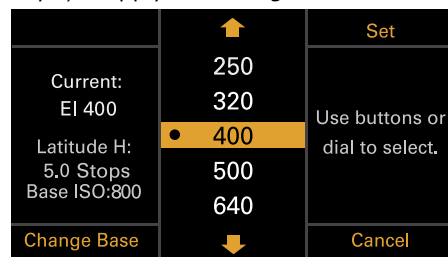 Current:
EI 400
Latitude H:
5.0 Stops
Base ISO:800
Change Base
250
320
400
500
640
Set
Use buttons or
dial to select.
Cancel